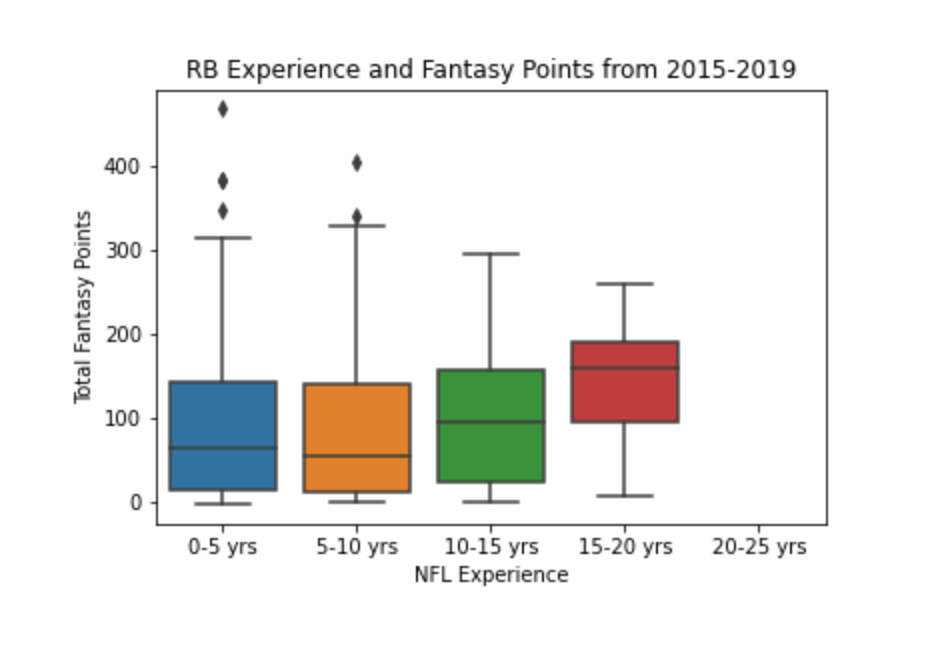 RB Experience and Fantasy Points from 2015-2019
Total Fantasy Points
400
300
200
100
0
0-5 yrs 5-10 yrs 10-15 yrs 15-20 yrs 20-25 yrs
NFL Experience